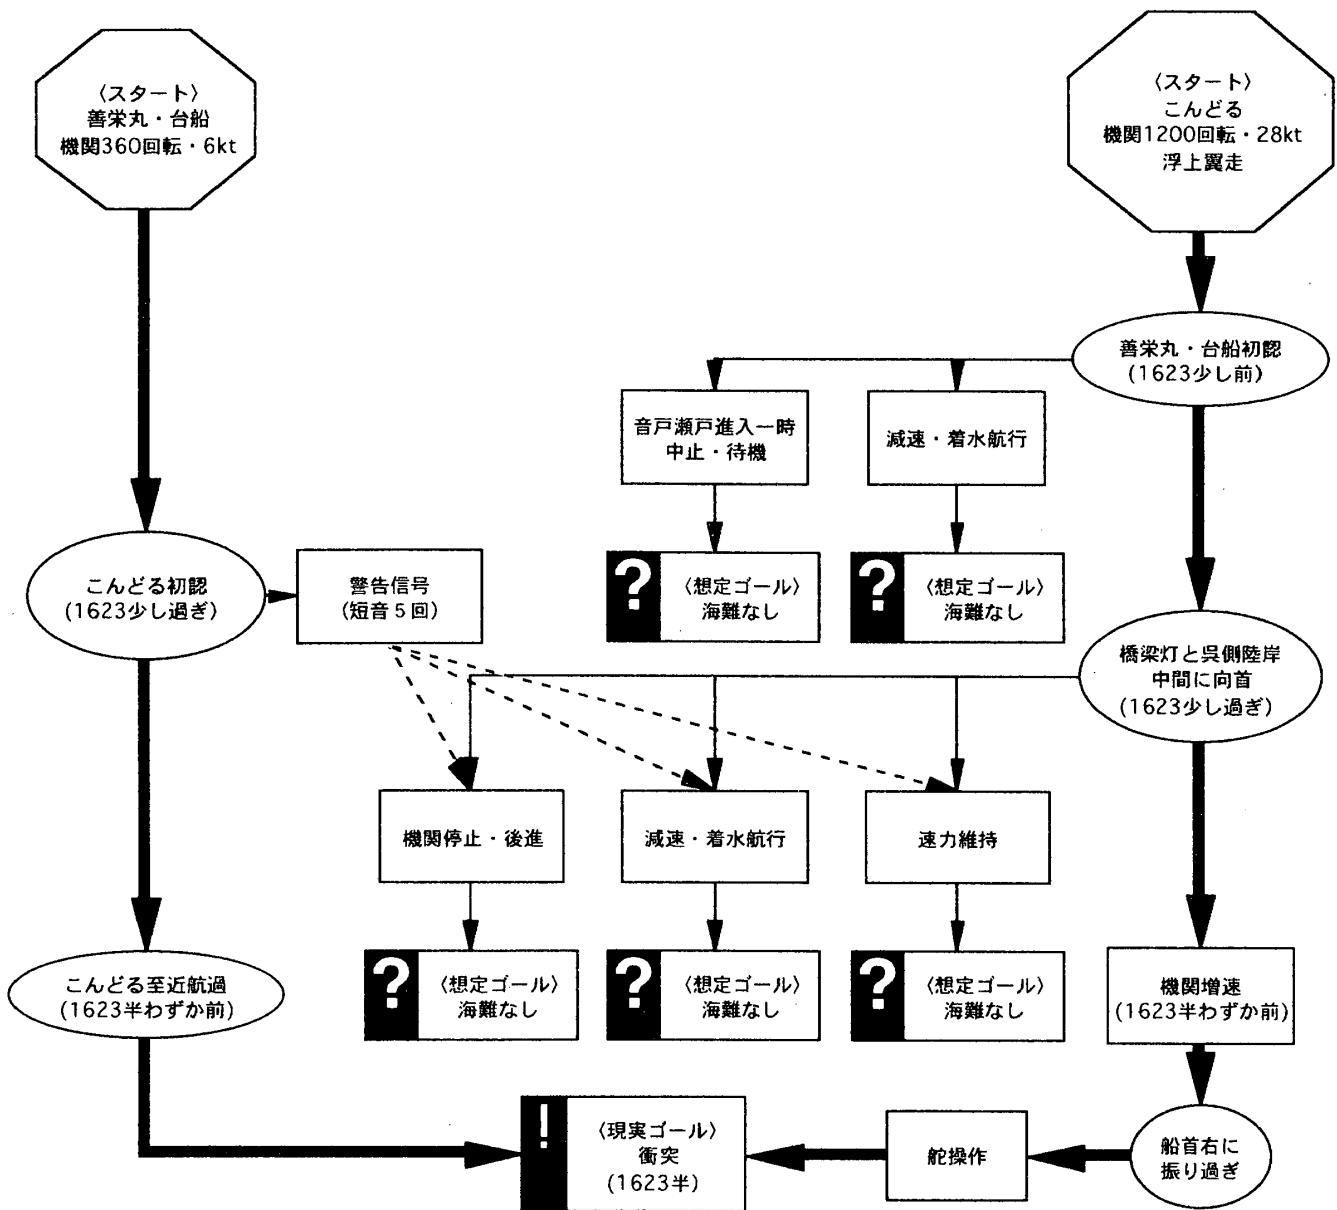 〈スタート〉
善栄丸・台船
機関360回転・6kt
〈スタート〉
こんどる
機関1200回転・28kt
浮上翼走
善栄丸・台船初認
(1623少し前)
音戸瀬戸進入一時
中止・待機
減速・着水航行
?
〈想定ゴール〉
海難なし
?
〈想定ゴール〉
海難なし
こんどる初認
(1623少し過ぎ)
警告信号
(短音5回)
橋梁灯と呉側陸岸
中間に向首
(1623少し過ぎ)
機関停止・後進
減速・着水航行
速力維持
?
〈想定ゴール〉
海難なし
?
〈想定ゴール〉
海難なし
?
〈想定ゴール〉
海難なし
こんどる至近航過
(1623半わずか前)
機関増速
(1623半わずか前)
!
〈現実ゴール〉
衝突
(1623半)
舵操作
船首右に
振り過ぎ